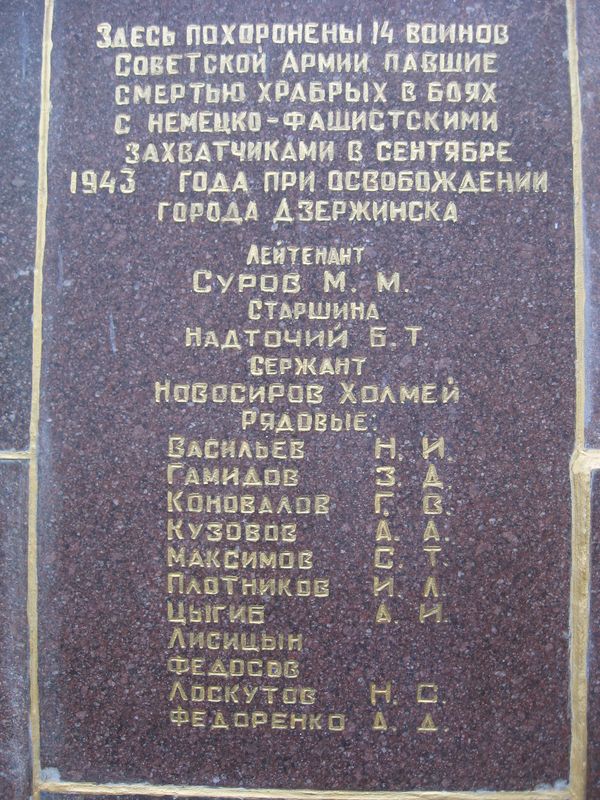 Здесь похоронены 14 воинов
Советской Армии павшие
смертью храбрых в боях
с немецко-фашистскими
захватчиками в сентябре
1943 года при освобождении
города Дзержинска
Лейтенант
Суров М. М.
Старшина
Надточий Б. Т
Сержант
Новосиров Холмей
Рядовые:
Васильев Н. И.
Гамидов З. Д.
Коновалов Г. В.
Кузовов А. А.
Максимов С. Т.
Плотников И. Л.
Цыгиб А. И.
Лисицын
Федосов
Лоскутов Н. С.
Федоренко Д. Д.